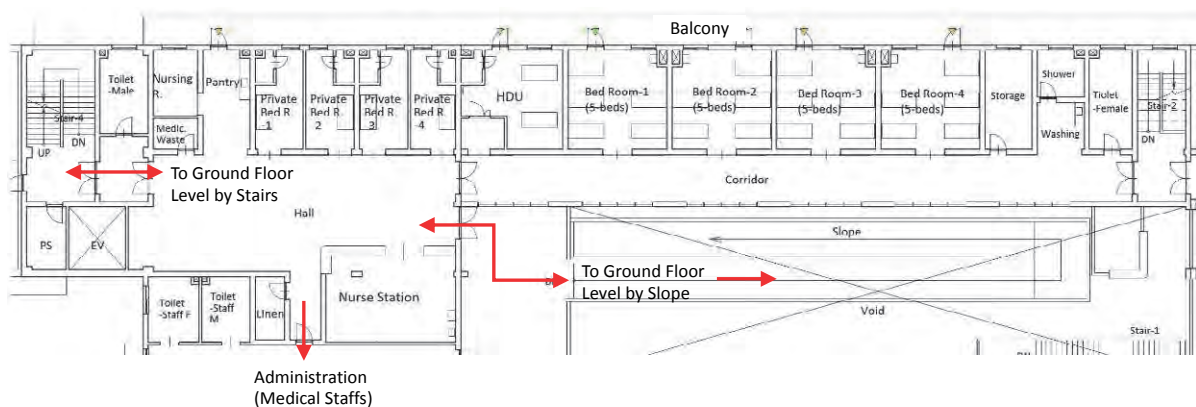 Balcony
Toilet
-Male
Nursing
R.
Pantry
Private
Bed R.
-1
Private
Bed R.
2
Private
Bed R.
-3
Private
Bed R.
-4
HDU
Bed Room-1
(5-beds)
Bed Room-2
(5-beds)
Bed Room-3
(5-beds)
Bed Room-4
(5-beds)
Storage
Shower
Washing
Tiolet
-Female
Stair-2
DN
Stair-4
DN
UP
Medic.
Waste
To Ground Floor
Level by Stairs
Corridor
Hall
PS
EV
Slope
To Ground Floor
Level by Slope
Void
Stair-1
Toilet
-Staff F
Toilet
-Staff
M
Linen
Nurse Station
Administration
(Medical Staffs)